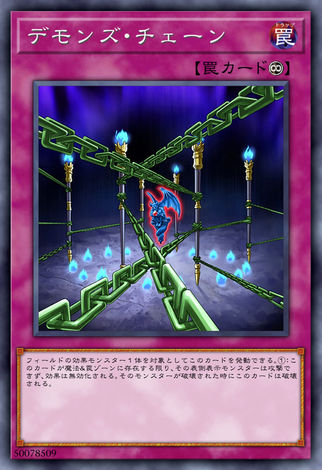 デモンズ・チェーン
トラップ
罠
【罠カード】
フィールドの効果モンスター１体を対象としてこのカードを発動できる。①：こ
のカードが魔法&罠ゾーンに存在する限り、その表側表示モンスターは攻撃で
きず、効果は無効化される。そのモンスターが破壊された時にこのカードは破壊
される。
50078509